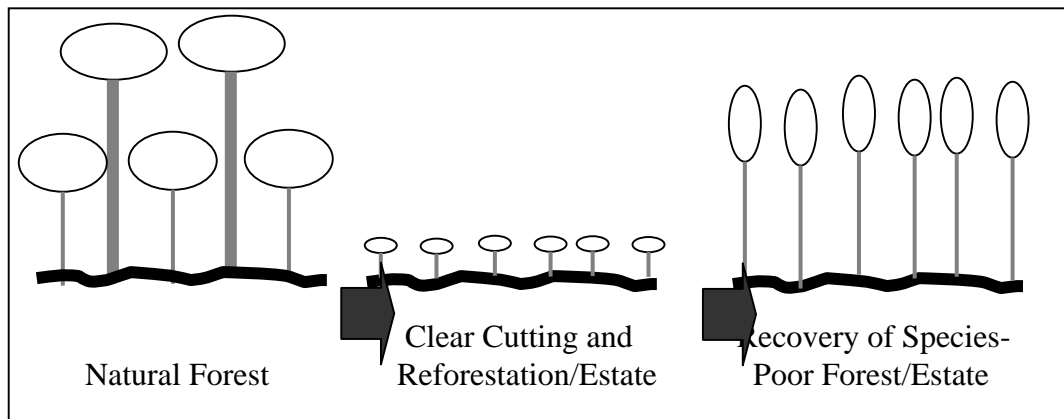 Natural Forest
Clear Cutting and
Reforestation/Estate
Recovery of Species-
Poor Forest/Estate